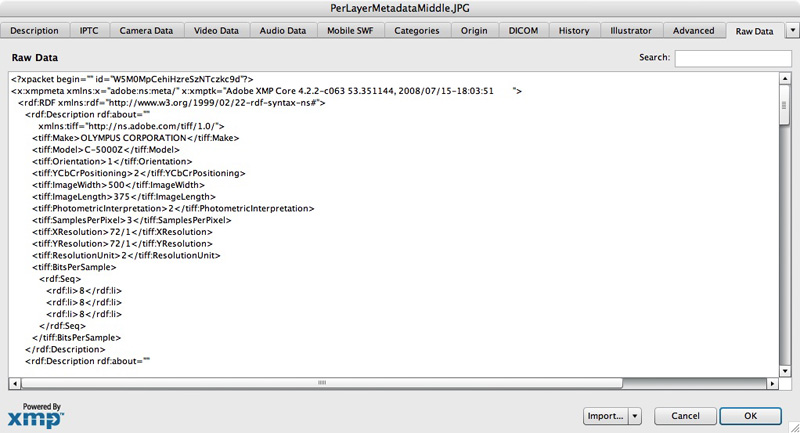 PerLayerMetadataMiddle.JPG
Description IPTC Camera Data Video Data Audio Data Mobile SWF Categories Origin DICOM History Illustrator Advanced Raw Data
Raw Data Search:
<?xpacket begin="" id="W5M0MpCehiHzreSzNTczkc9d"?>
<x:xmpmeta xmlns:x="adobe:ns:meta/" x:xmptk="Adobe XMP Core 4.2.2-c063 53.351144, 2008/07/15-18:03:51        ">
<rdf:RDF xmlns:rdf="http://www.w3.org/1999/02/22-rdf-syntax-ns#">
<rdf:Description rdf:about=""
xmlns:tiff="http://ns.adobe.com/tiff/1.0/">
<tiff:Make>OLYMPUS CORPORATION</tiff:Make>
<tiff:Model>C-5000Z</tiff:Model>
<tiff:Orientation>1</tiff:Orientation>
<tiff:YCbCrPositioning>2</tiff:YCbCrPositioning>
<tiff:ImageWidth>500</tiff:ImageWidth>
<tiff:ImageLength>375</tiff:ImageLength>
<tiff:PhotometricInterpretation>2</tiff:PhotometricInterpretation>
<tiff:SamplesPerPixel>3</tiff:SamplesPerPixel>
<tiff:XResolution>72/1</tiff:XResolution>
<tiff:YResolution>72/1</tiff:YResolution>
<tiff:ResolutionUnit>2</tiff:ResolutionUnit>
<tiff:BitsPerSample>
<rdf:Seq>
<rdf:li>8</rdf:li>
<rdf:li>8</rdf:li>
<rdf:li>8</rdf:li>
</rdf:Seq>
</tiff:BitsPerSample>
</rdf:Description>
<rdf:Description rdf:about=""
Powered By
xmp™
Import... Cancel OK